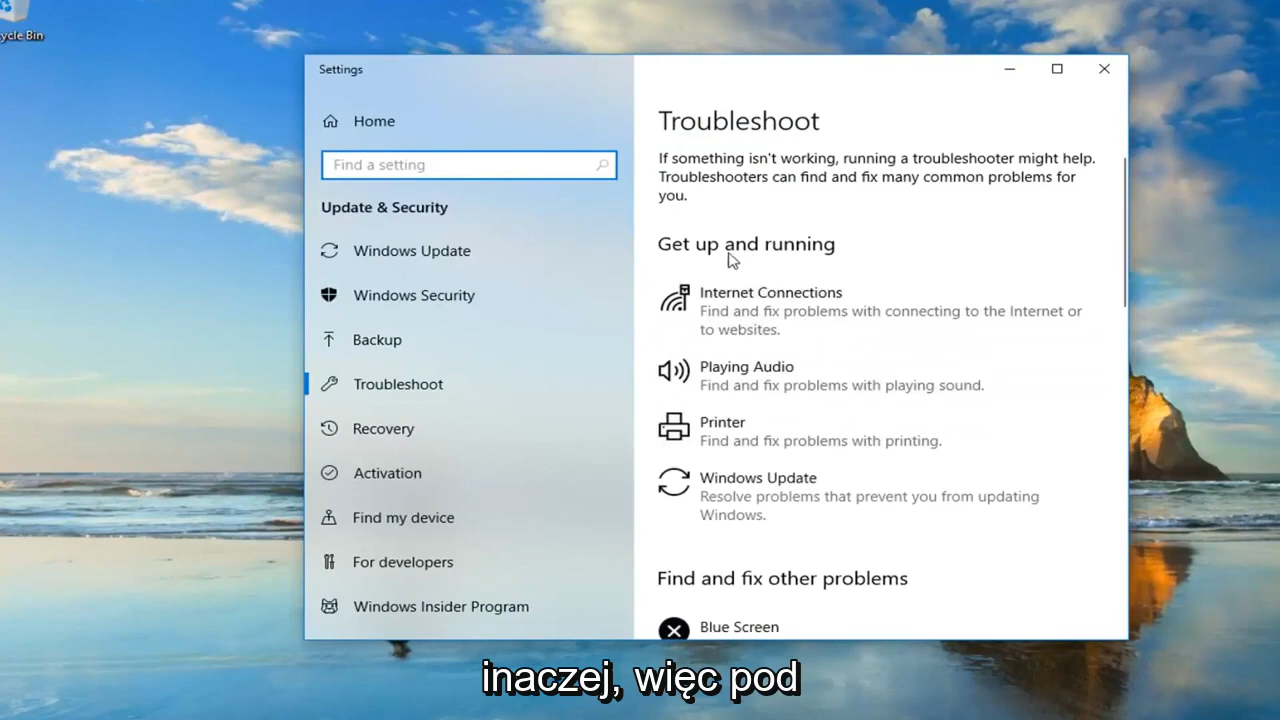 ycle Bin
Settings
Home
Find a setting
Update & Security
Windows Update
Windows Security
Backup
Troubleshoot
Recovery
Activation
Find my device
For developers
Windows Insider Program
Troubleshoot
If something isn't working, running a troubleshooter might help.
Troubleshooters can find and fix many common problems for
you.
Get up and running
Internet Connections
Find and fix problems with connecting to the Internet or
to websites.
Playing Audio
Find and fix problems with playing sound.
Printer
Find and fix problems with printing.
Windows Update
Resolve problems that prevent you from updating
Windows.
Find and fix other problems
Blue Screen
inaczej, więc pod